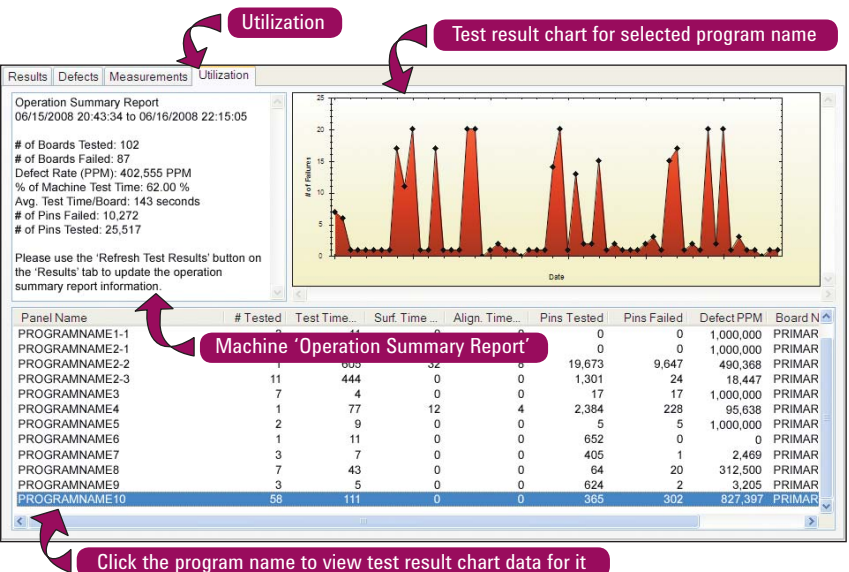 Utilization
Test result chart for selected program name
Results Defects Measurements Utilization
Operation Summary Report
06/15/2008 20:43:34 to 06/16/2008 22:15:05
# of Boards Tested: 102
# of Boards Failed: 87
Defect Rate (PPM): 402,555 PPM
% of Machine Test Time: 62.00 %
Avg. Test Time/Board: 143 seconds
# of Pins Failed: 10,272
# of Pins Tested: 25,517
Please use the 'Refresh Test Results' button on
the 'Results' tab to update the operation
summary report information.
25
20
15
10
5
0
# of Failures
Date
Panel Name # Tested Test Time... Surf. Time ... Align. Time... Pins Tested Pins Failed Defect PPM Board N
PROGRAMNAME1-1 0 0 1,000,000 PRIMAR
PROGRAMNAME2-1 0 0 1,000,000 PRIMAR
Machine 'Operation Summary Report'
PROGRAMNAME2-2 1 605 32 8 19,673 9,647 490,368 PRIMAR
PROGRAMNAME2-3 11 444 0 0 1,301 24 18,447 PRIMAR
PROGRAMNAME3 7 4 0 0 17 17 1,000,000 PRIMAR
PROGRAMNAME4 1 77 12 4 2,384 228 95,638 PRIMAR
PROGRAMNAME5 2 9 0 0 5 5 1,000,000 PRIMAR
PROGRAMNAME6 1 11 0 0 652 0 0 PRIMAR
PROGRAMNAME7 3 7 0 0 405 1 2,469 PRIMAR
PROGRAMNAME8 7 43 0 0 64 20 312,500 PRIMAR
PROGRAMNAME9 3 5 0 0 624 2 3,205 PRIMAR
PROGRAMNAME10 58 111 0 0 365 302 827,397 PRIMAR
Click the program name to view test result chart data for it